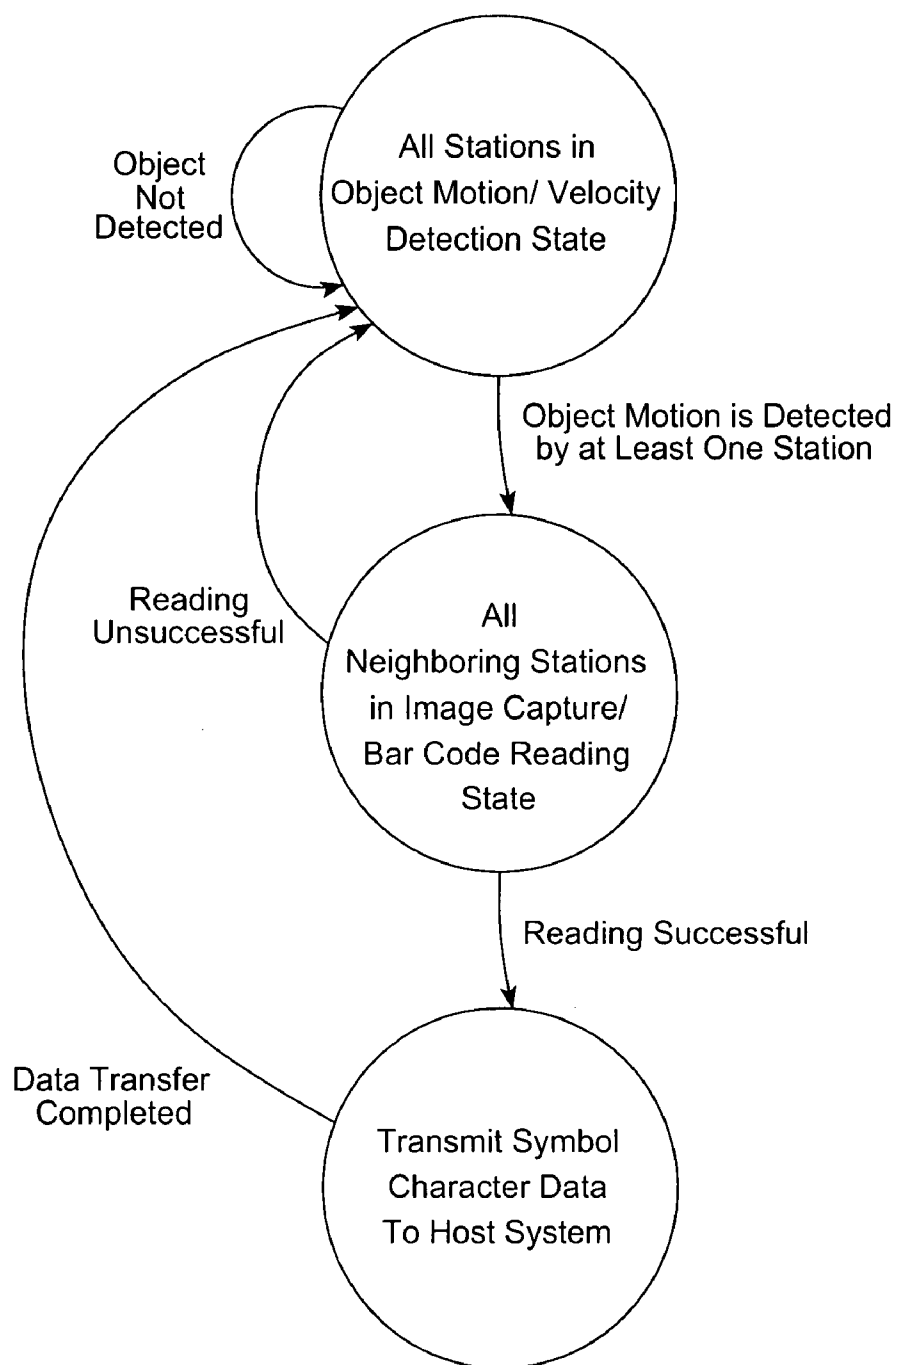 All Stations in
Object Motion/ Velocity
Detection State
Object
Not
Detected
Object Motion is Detected
by at Least One Station
Reading
Unsuccessful
All
Neighboring Stations
in Image Capture/
Bar Code Reading
State
Reading Successful
Data Transfer
Completed
Transmit Symbol
Character Data
To Host System